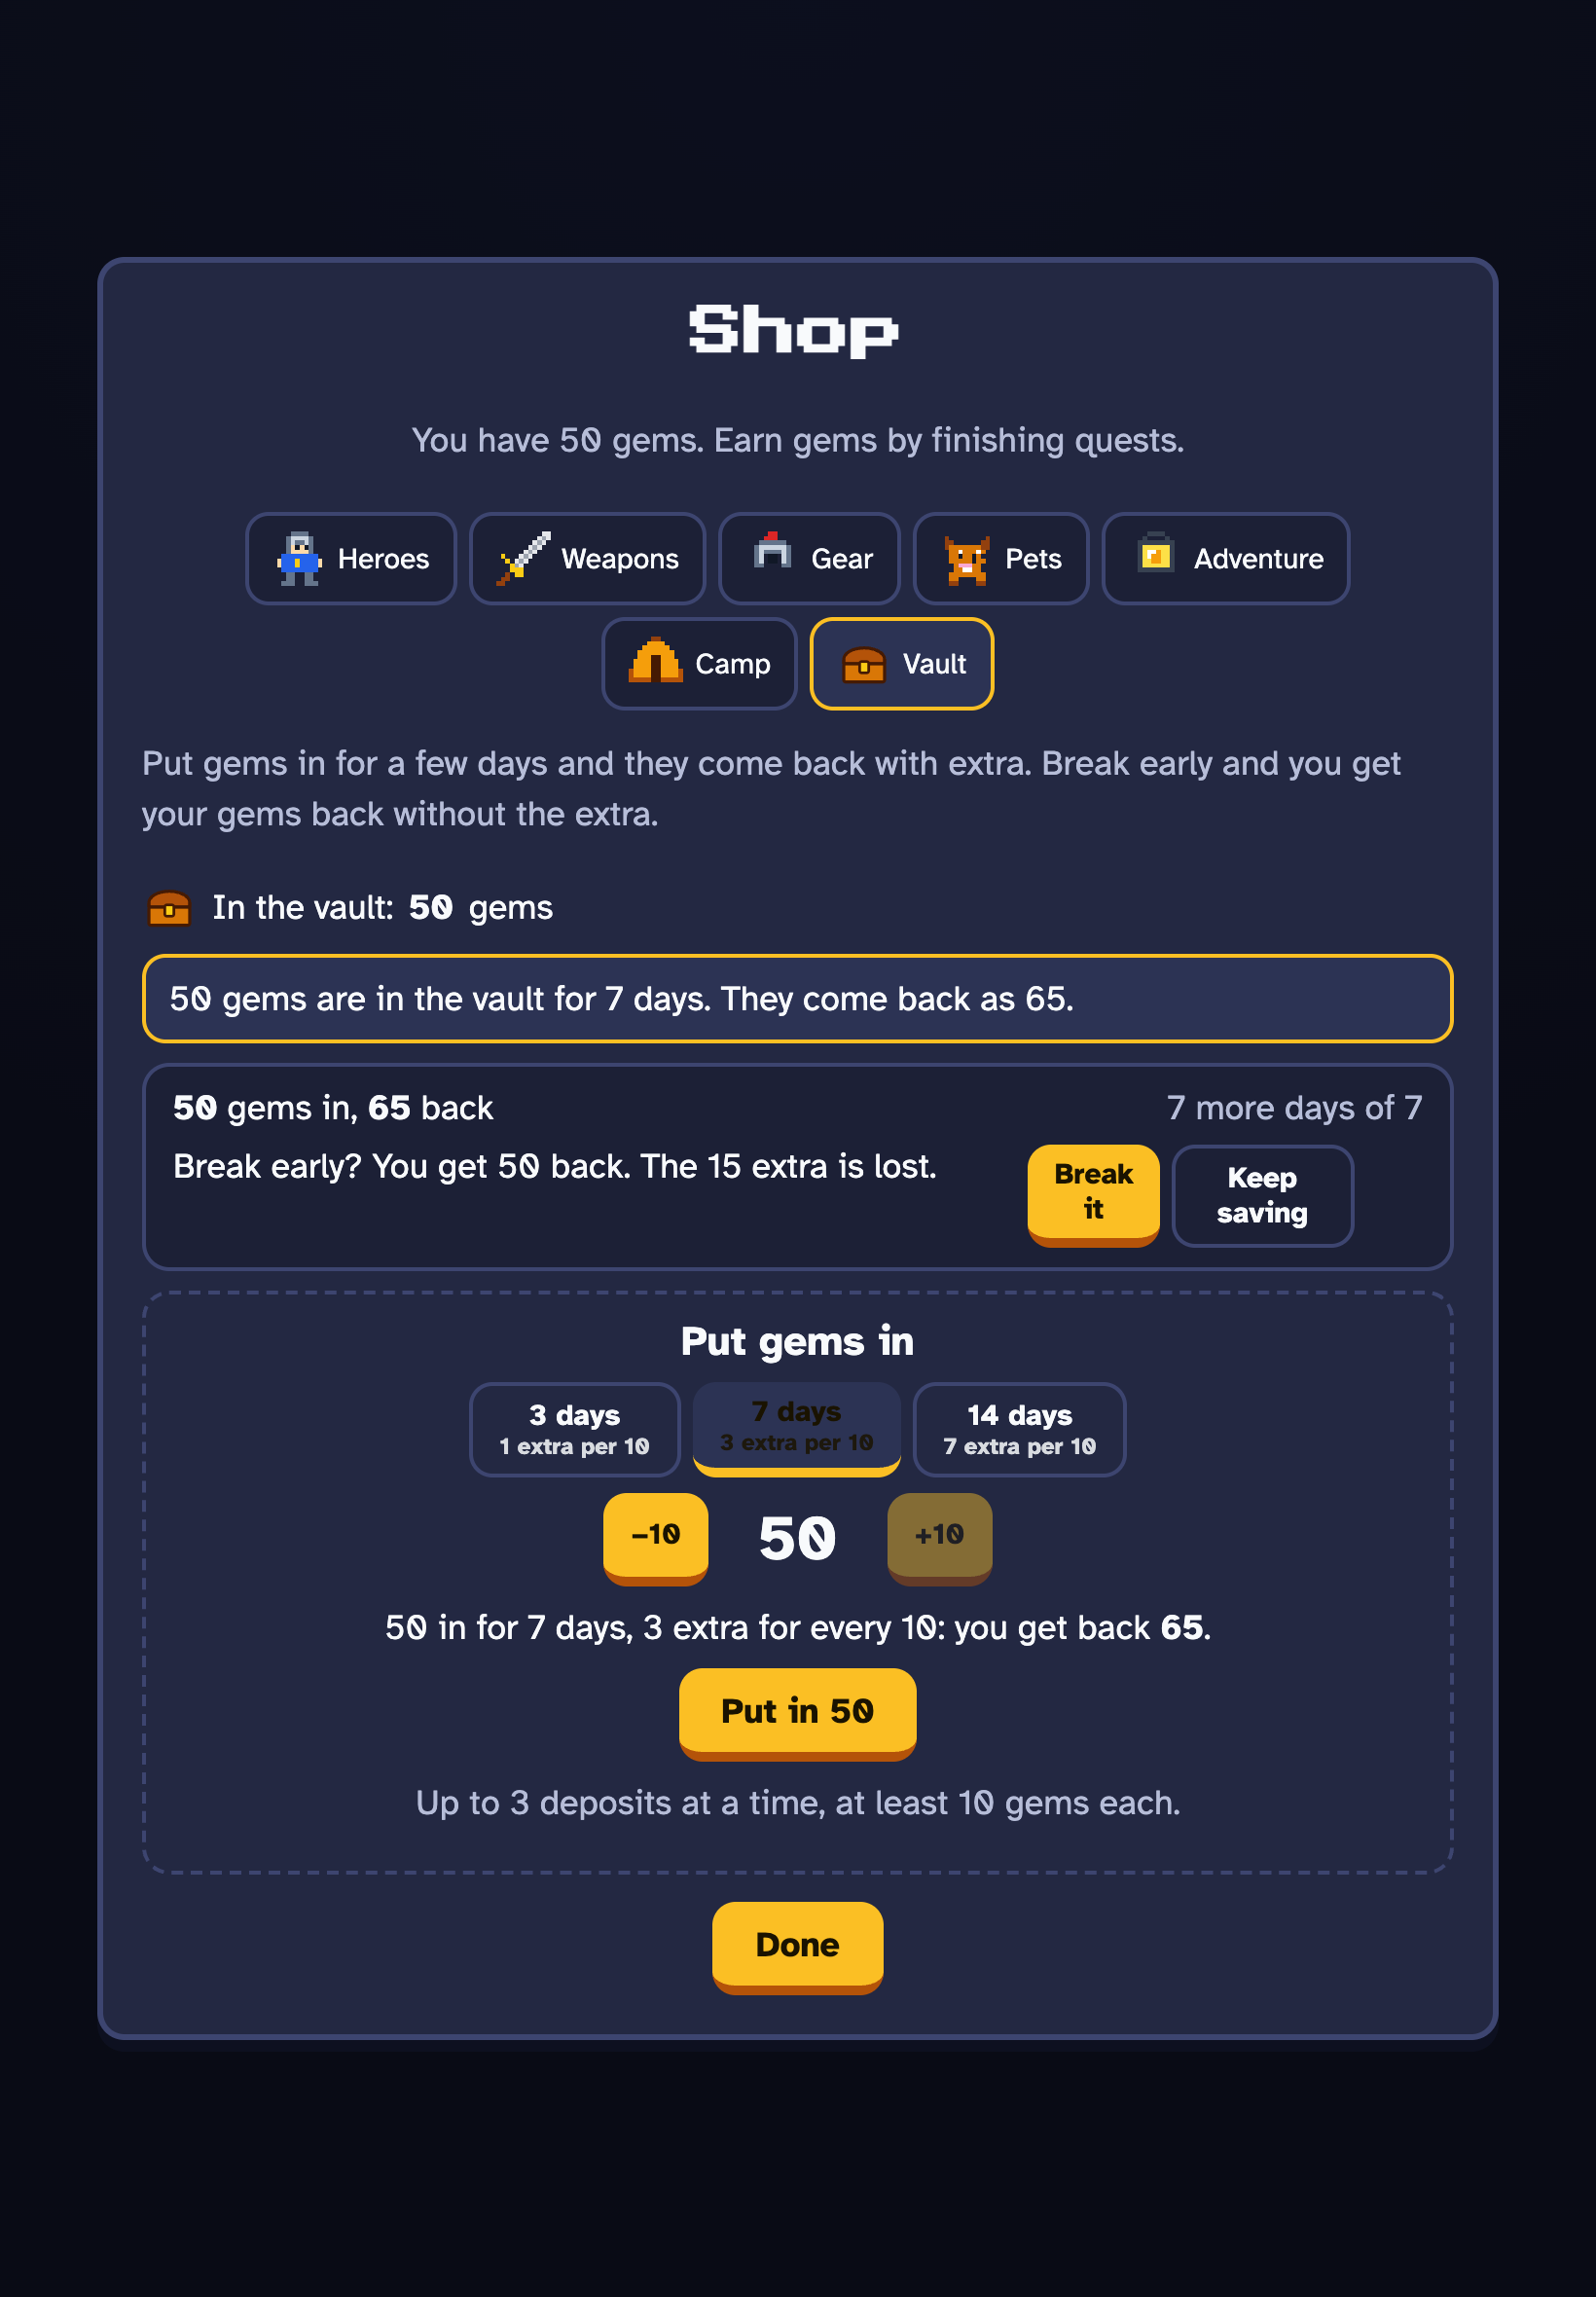 Shop
You have 50 gems. Earn gems by finishing quests.
Heroes
Weapons
Gear
Pets
Adventure
Camp
Vault
Put gems in for a few days and they come back with extra. Break early and you get
your gems back without the extra.
In the vault: 50 gems
50 gems are in the vault for 7 days. They come back as 65.
50 gems in, 65 back
7 more days of 7
Break early? You get 50 back. The 15 extra is lost.
Break
it
Keep
saving
Put gems in
3 days
1 extra per 10
7 days
3 extra per 10
14 days
7 extra per 10
–10
50
+10
50 in for 7 days, 3 extra for every 10: you get back 65.
Put in 50
Up to 3 deposits at a time, at least 10 gems each.
Done